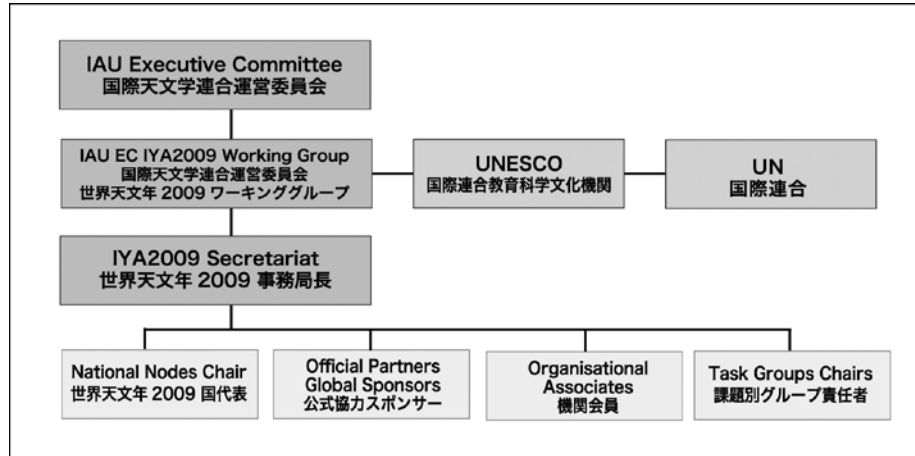 IAU Executive Committee
国際天文学連合運営委員会
IAU EC IYA2009 Working Group
国際天文学連合運営委員会
世界天文年 2009 ワーキンググループ
UNESCO
国際連合教育科学文化機関
UN
国際連合
IYA2009 Secretariat
世界天文年 2009 事務局長
National Nodes Chair
世界天文年 2009 国代表
Official Partners
Global Sponsors
公式協力スポンサー
Organisational
Associates
機関会員
Task Groups Chairs
課題別グループ責任者